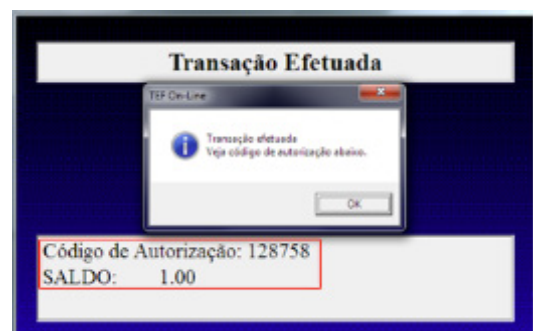 Transação Efetuada
TEF On-Line
Transação efetuada
Veja código de autorização abaixo.
OK
Código de Autorização: 128758
SALDO: 1.00